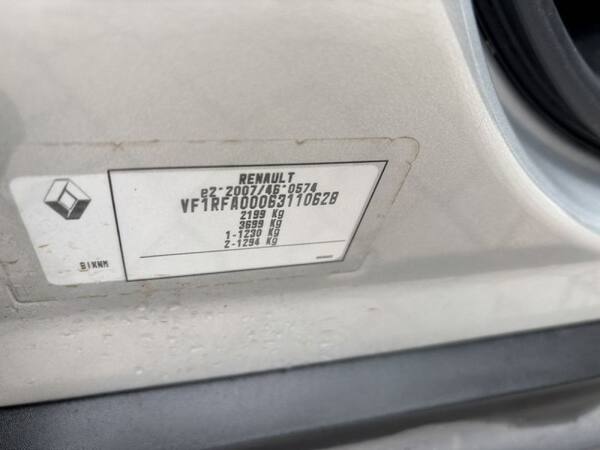 RENAULT
e2*2007/46*0574
VF1RFA00063110628
2199 Kg
3699 Kg
1-1230 Kg
2-1294 Kg